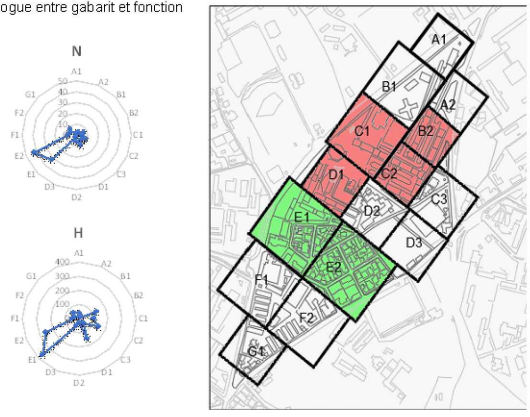 ogue entre gabarit et fonction
N
A1
A2
B1
B2
C1
C2
C3
D1
D2
D3
E1
E2
F1
F2
G1
50
40
30
20
10
0
H
A1
A2
B1
B2
C1
C2
C3
D1
D2
D3
E1
E2
F1
F2
G1
400
300
200
100
0
A1
B1
A2
C1
B2
D1
C2
C3
D2
E1
D3
E2
F1
F2
G1